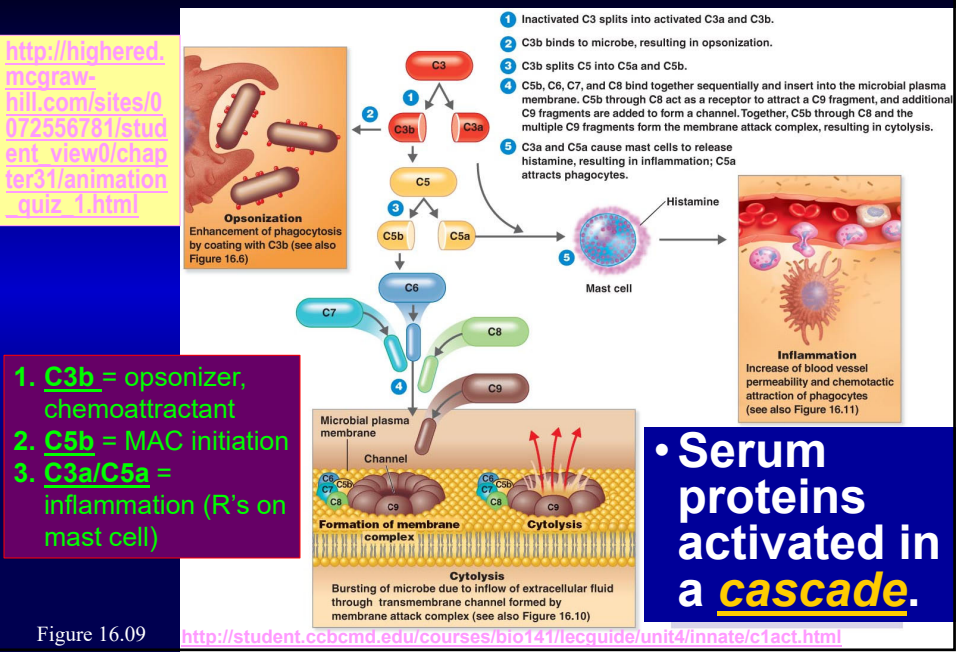 http://highered.
mcgraw-
hill.com/sites/0
072556781/stud
ent_view0/chap
ter31/animation
_quiz_1.html
1 Inactivated C3 splits into activated C3a and C3b.
2 C3b binds to microbe, resulting in opsonization.
3 C3b splits C5 into C5a and C5b.
4 C5b, C6, C7, and C8 bind together sequentially and insert into the microbial plasma
membrane. C5b through C8 act as a receptor to attract a C9 fragment, and additional
C9 fragments are added to form a channel. Together, C5b through C8 and the
multiple C9 fragments form the membrane attack complex, resulting in cytolysis.
5 C3a and C5a cause mast cells to release
histamine, resulting in inflammation; C5a
attracts phagocytes.
C3
1
2
C3b
C3a
C5
3
C5b
C5a
C6
C7
C8
4
C9
Opsonization
Enhancement of phagocytosis
by coating with C3b (see also
Figure 16.6)
Histamine
5
Mast cell
Inflammation
Increase of blood vessel
permeability and chemotactic
attraction of phagocytes
(see also Figure 16.11)
1. C3b = opsonizer,
chemoattractant
2. C5b = MAC initiation
3. C3a/C5a =
inflammation (R's on
mast cell)
Microbial plasma
membrane
Channel
C6
C7
C5b
C8
C9
C6
C7
C5b
C8
C9
Formation of membrane
complex
Cytolysis
Cytolysis
Bursting of microbe due to inflow of extracellular fluid
through transmembrane channel formed by
membrane attack complex (see also Figure 16.10)
• Serum
proteins
activated in
a cascade.
Figure 16.09
http://student.ccbcmd.edu/courses/bio141/lecguide/unit4/innate/c1act.html